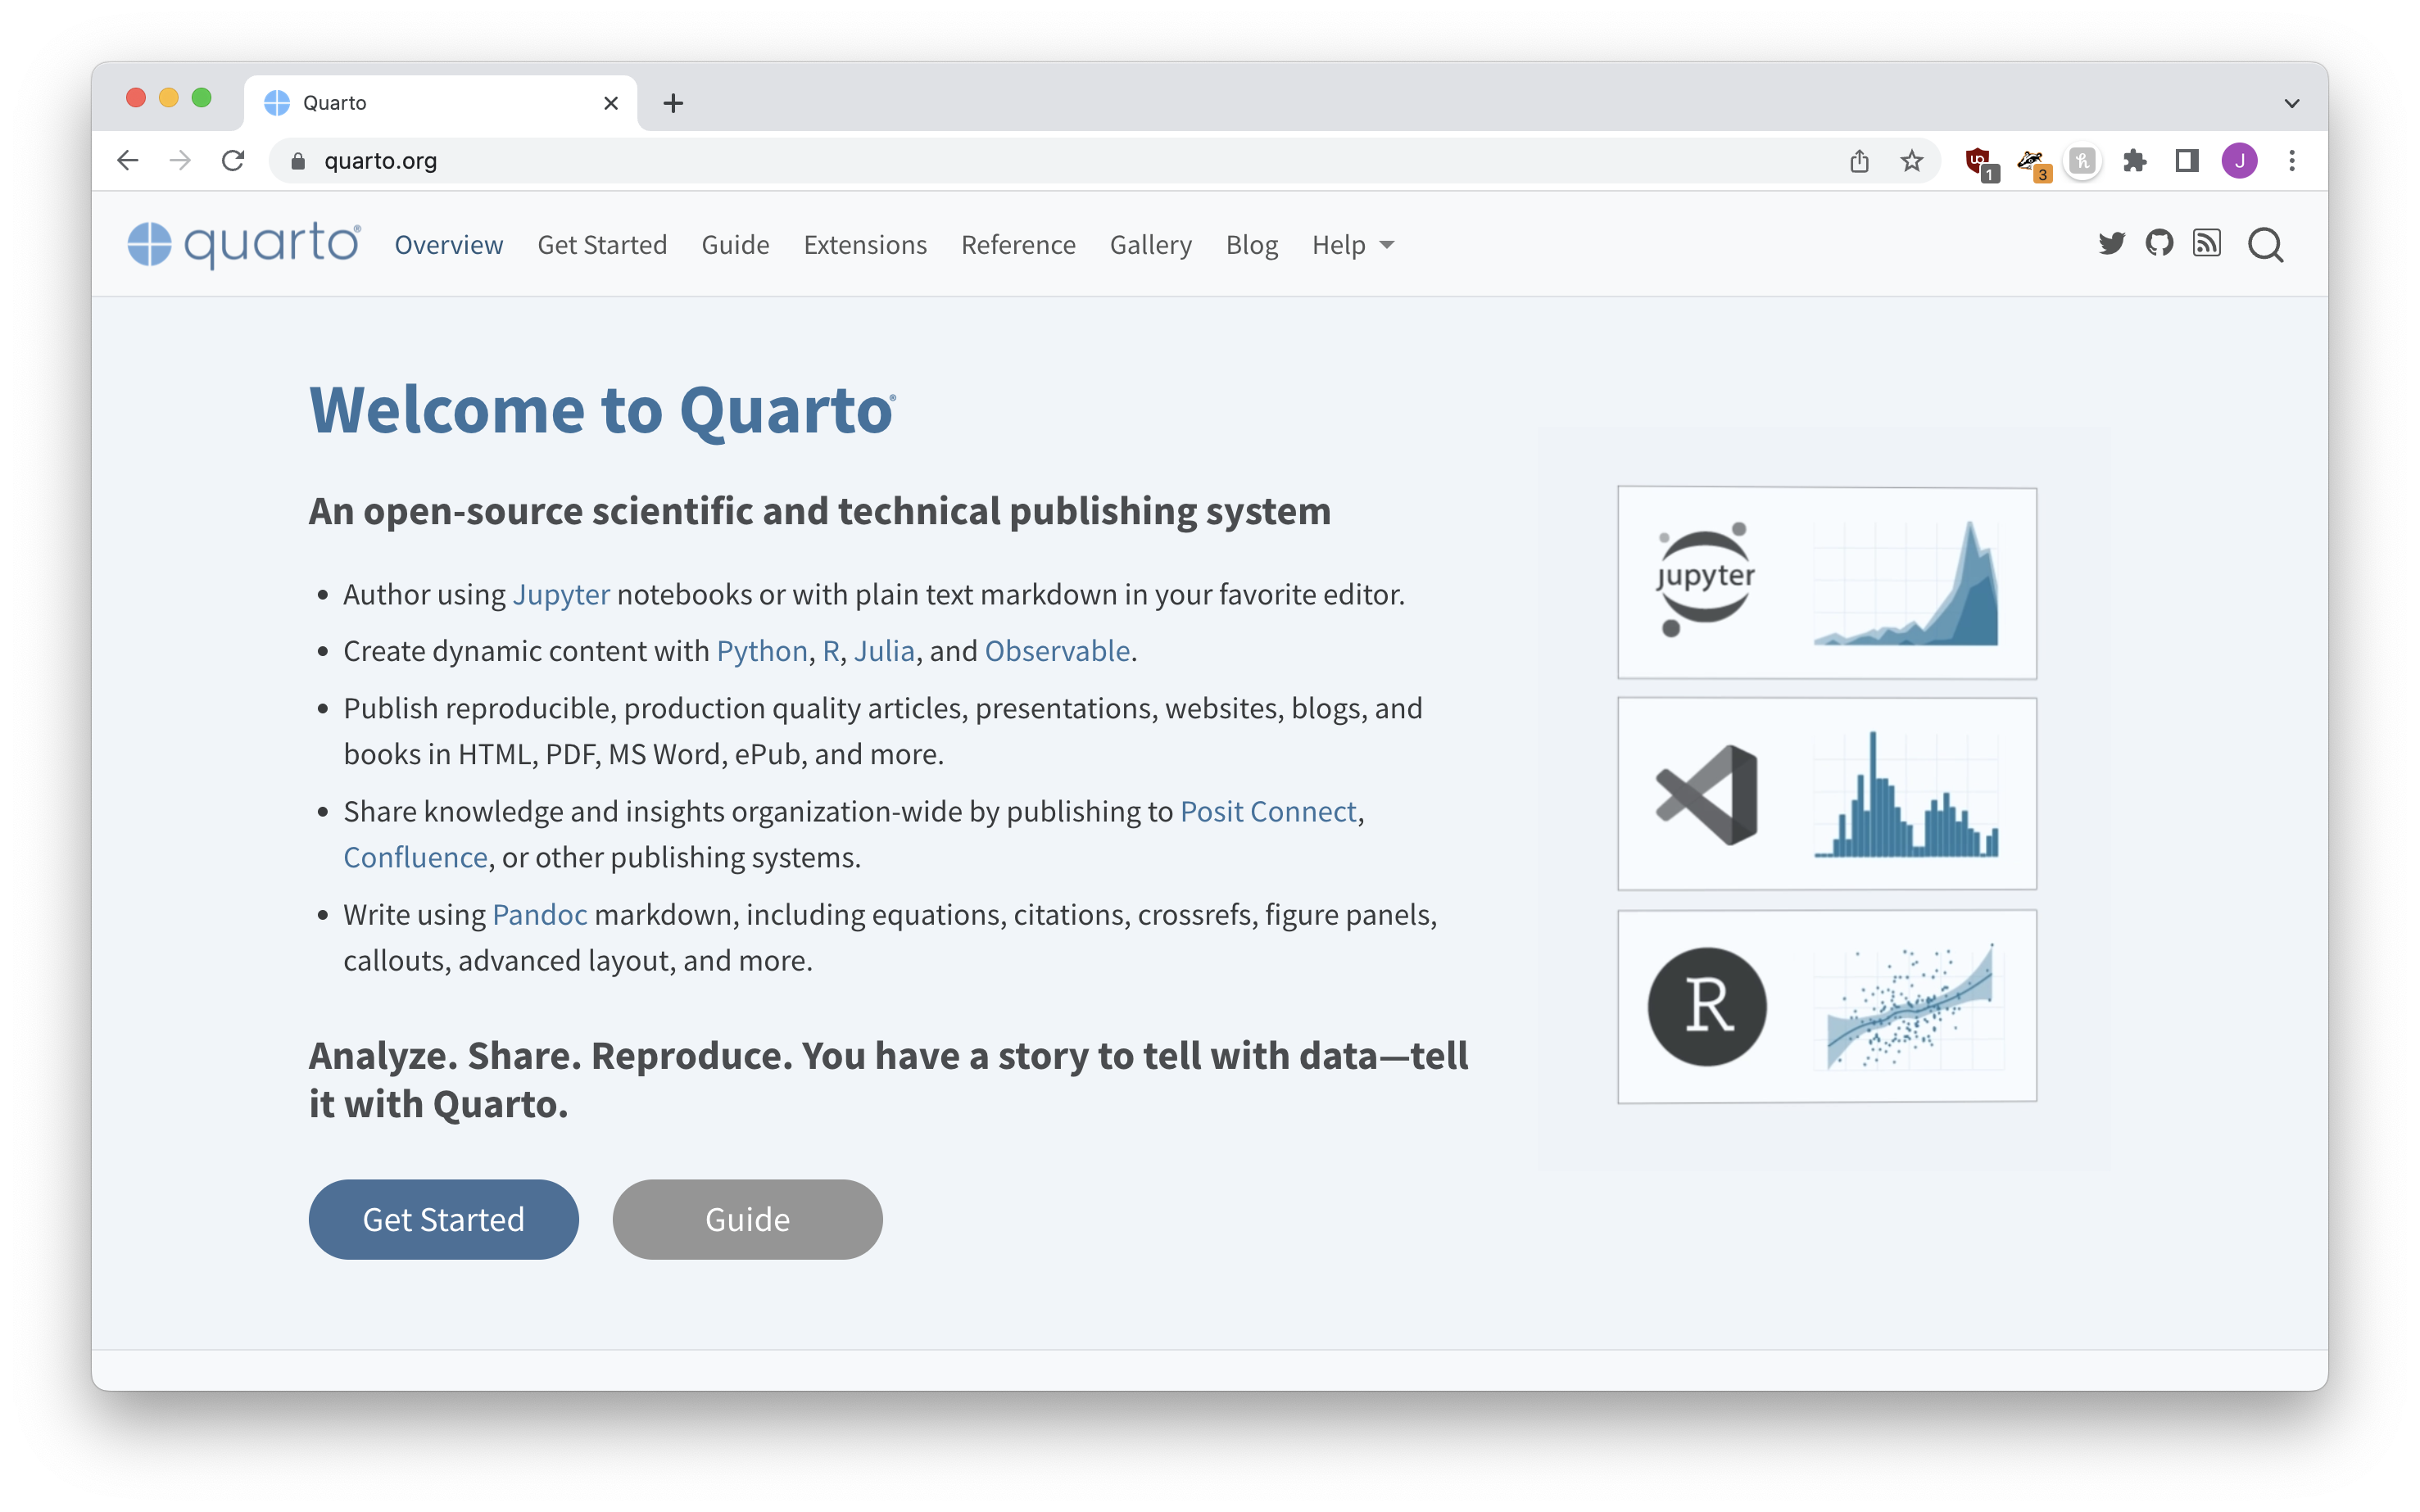 Quarto
quarto.org
1
3
h
J
quarto®
Overview Get Started Guide Extensions Reference Gallery Blog Help
Welcome to Quarto®
An open-source scientific and technical publishing system
• Author using Jupyter notebooks or with plain text markdown in your favorite editor.
• Create dynamic content with Python, R, Julia, and Observable.
• Publish reproducible, production quality articles, presentations, websites, blogs, and
books in HTML, PDF, MS Word, ePub, and more.
• Share knowledge and insights organization-wide by publishing to Posit Connect,
Confluence, or other publishing systems.
• Write using Pandoc markdown, including equations, citations, crossrefs, figure panels,
callouts, advanced layout, and more.
Analyze. Share. Reproduce. You have a story to tell with data—tell
it with Quarto.
Get Started
Guide
jupyter
R